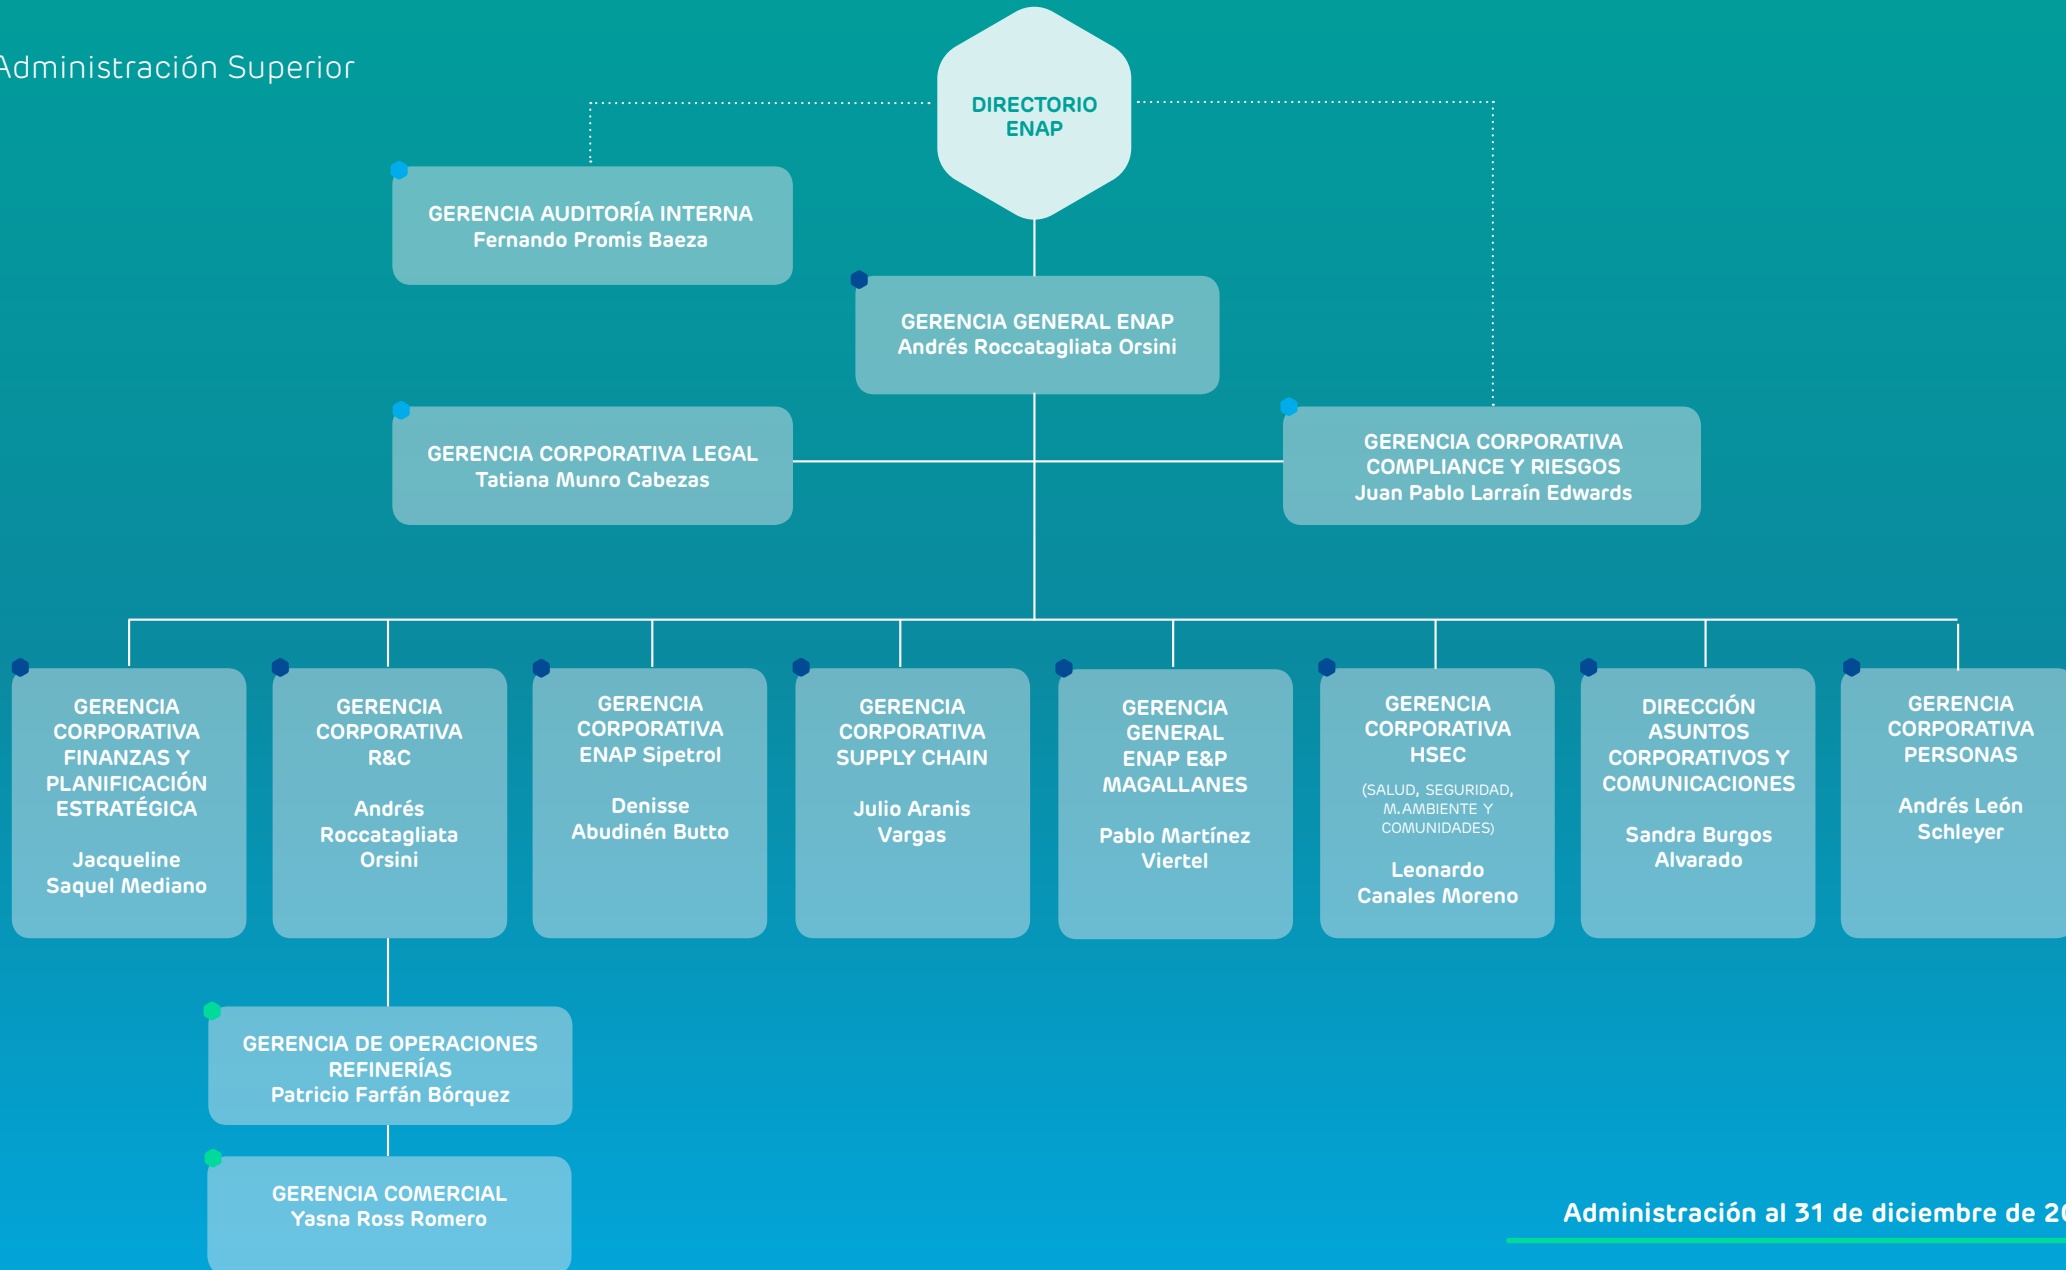 Administración Superior
DIRECTORIO
ENAP
GERENCIA AUDITORÍA INTERNA
Fernando Promis Baeza
GERENCIA GENERAL ENAP
Andrés Roccatagliata Orsini
GERENCIA CORPORATIVA LEGAL
Tatiana Munro Cabezas
GERENCIA CORPORATIVA
COMPLIANCE Y RIESGOS
Juan Pablo Larraín Edwards
GERENCIA
CORPORATIVA
FINANZAS Y
PLANIFICACIÓN
ESTRATÉGICA
Jacqueline
Saquel Mediano
GERENCIA
CORPORATIVA
R&C
Andrés
Roccatagliata
Orsini
GERENCIA
CORPORATIVA
ENAP Sipetrol
Denisse
Abudinén Butto
GERENCIA
CORPORATIVA
SUPPLY CHAIN
Julio Aranis
Vargas
GERENCIA
GENERAL
ENAP E&P
MAGALLANES
Pablo Martínez
Viertel
GERENCIA
CORPORATIVA
HSEC
(SALUD, SEGURIDAD,
M.AMBIENTE Y
COMUNIDADES)
Leonardo
Canales Moreno
DIRECCIÓN
ASUNTOS
CORPORATIVOS Y
COMUNICACIONES
Sandra Burgos
Alvarado
GERENCIA
CORPORATIVA
PERSONAS
Andrés León
Schleyer
GERENCIA DE OPERACIONES
REFINERÍAS
Patricio Farfán Bórquez
GERENCIA COMERCIAL
Yasna Ross Romero
Administración al 31 de diciembre de